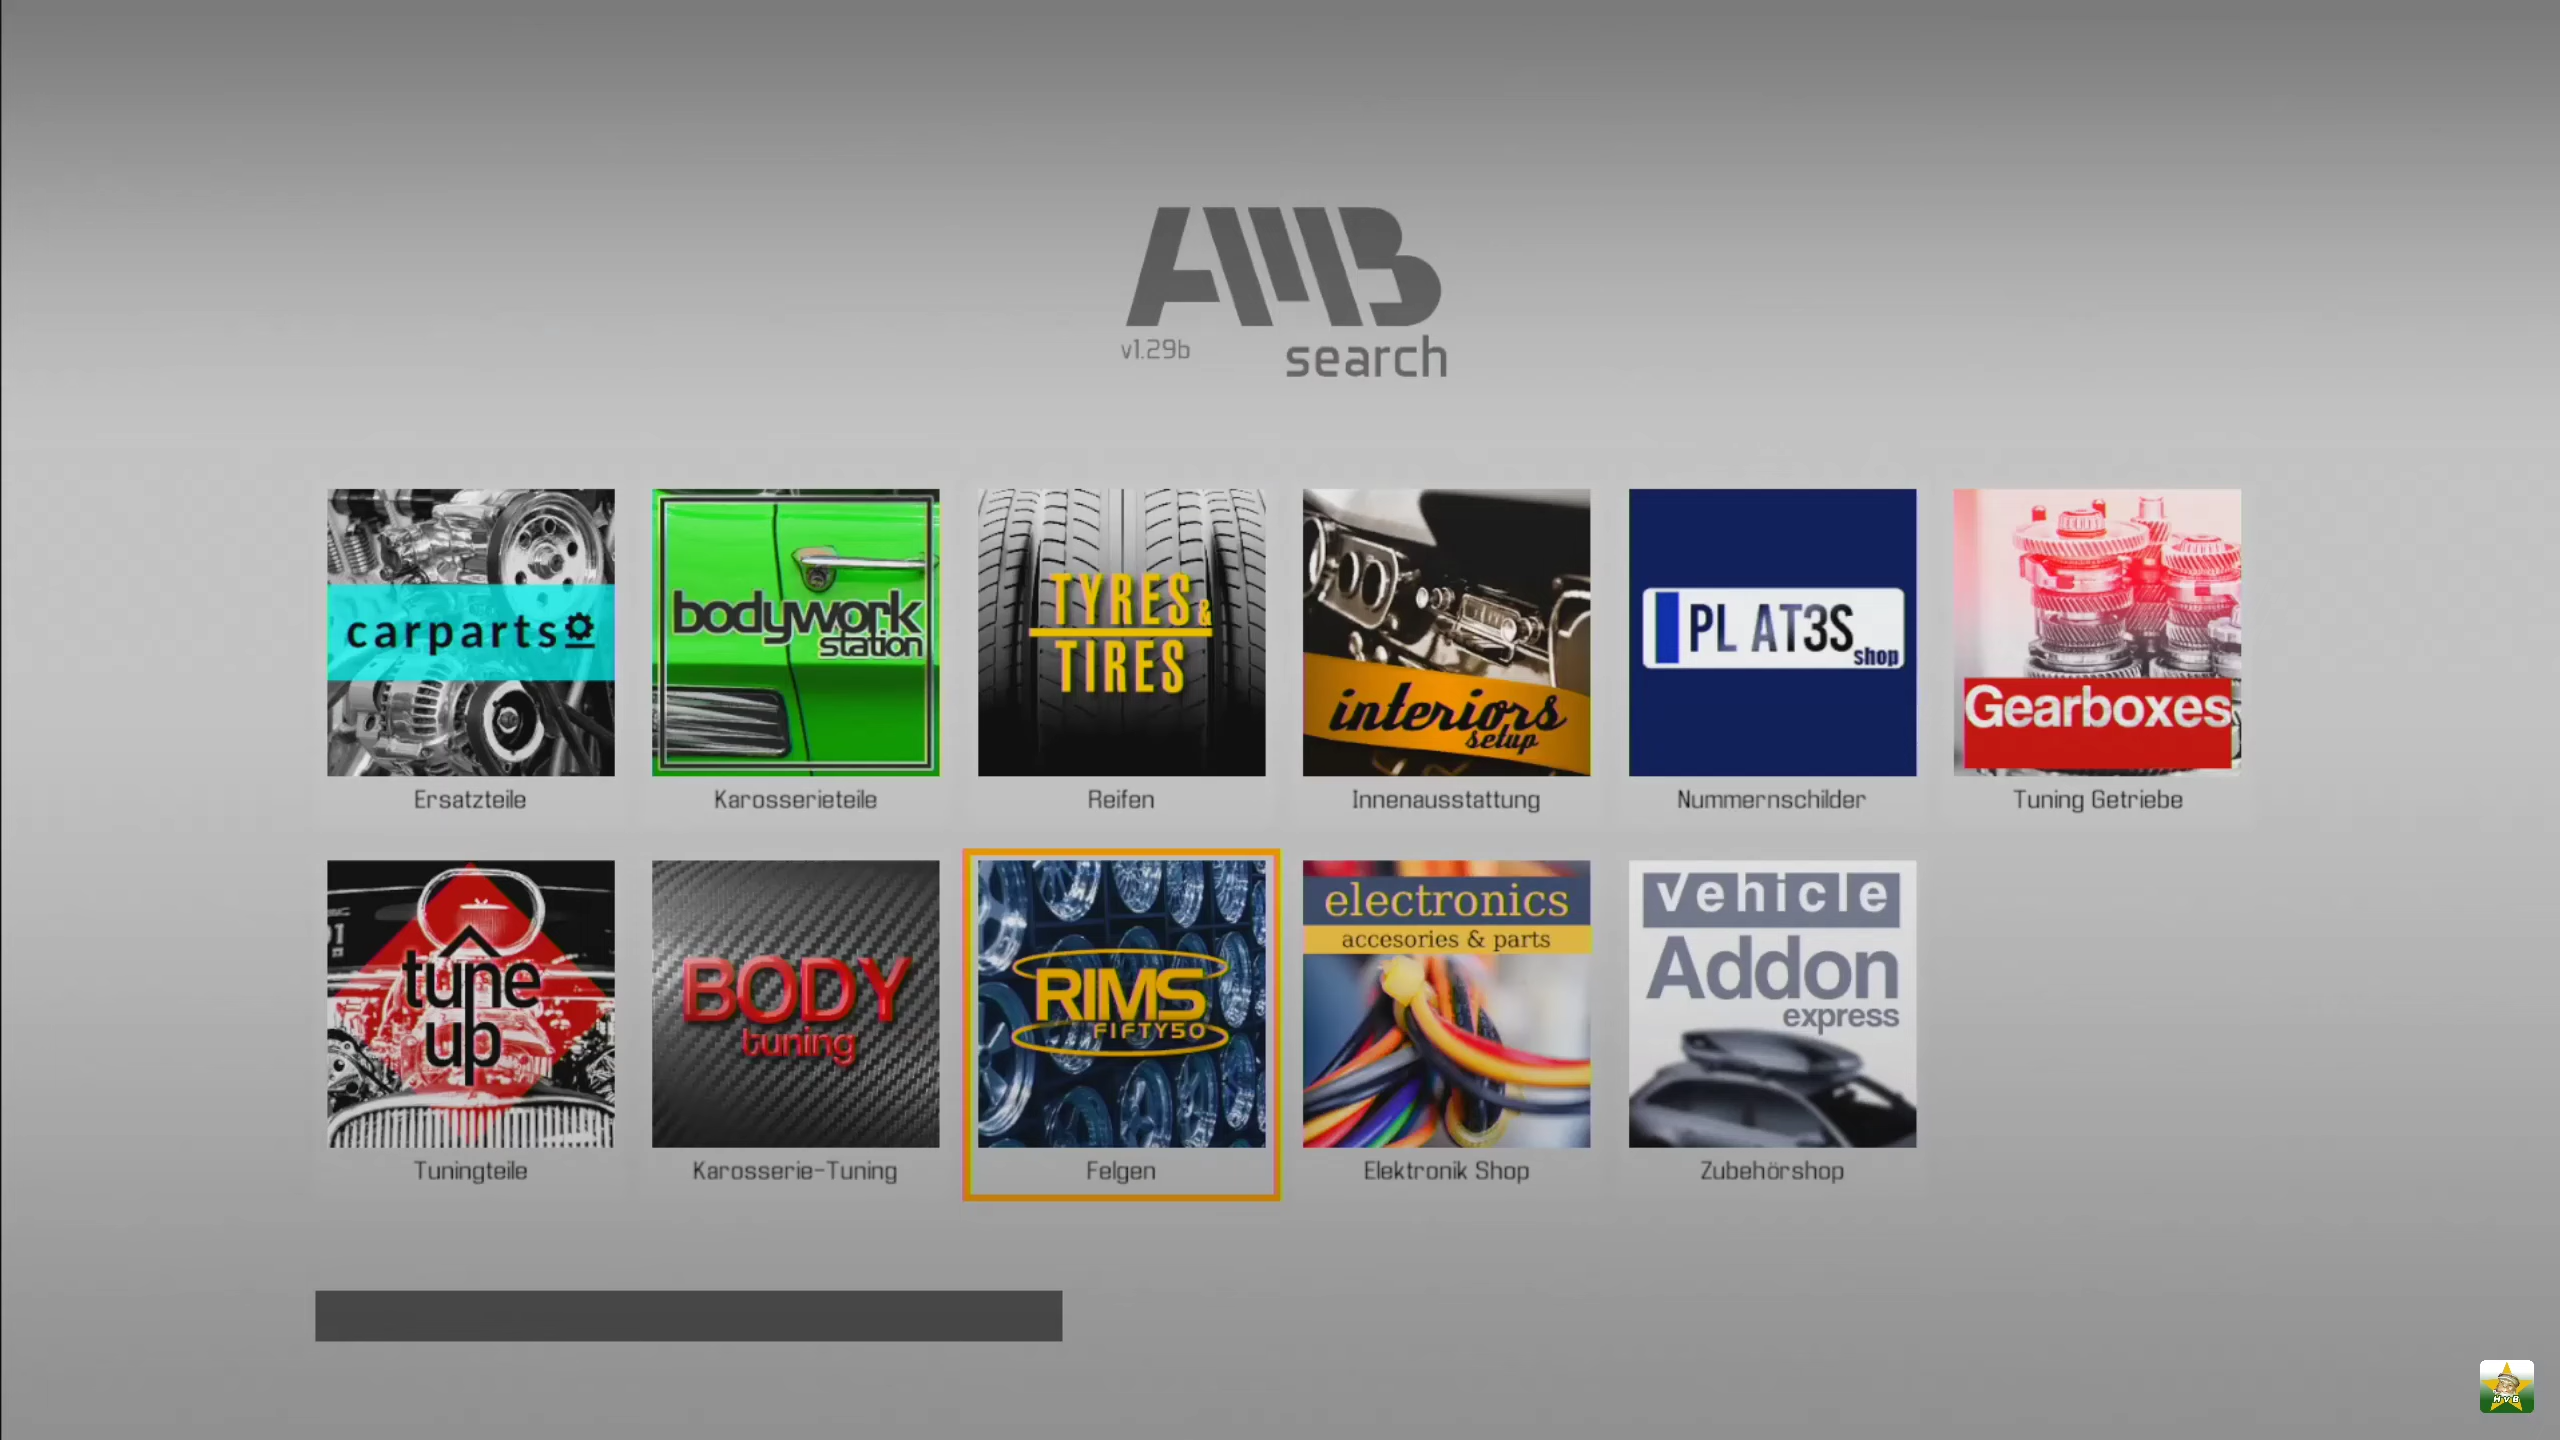 AMB
v1.29b
search
carparts
bodywork
station
TYRES &
TIRES
interiors
setup
PL AT3S
shop
Gearboxes
Ersatzteile
Karosserieteile
Reifen
Innenausstattung
Nummernschilder
Tuning Getriebe
tune
up
BODY
tuning
RIMS
FIFTY50
electronics
accesories & parts
vehicle
Addon
express
Tuningteile
Karosserie-Tuning
Felgen
Elektronik Shop
Zubehörshop
HVB